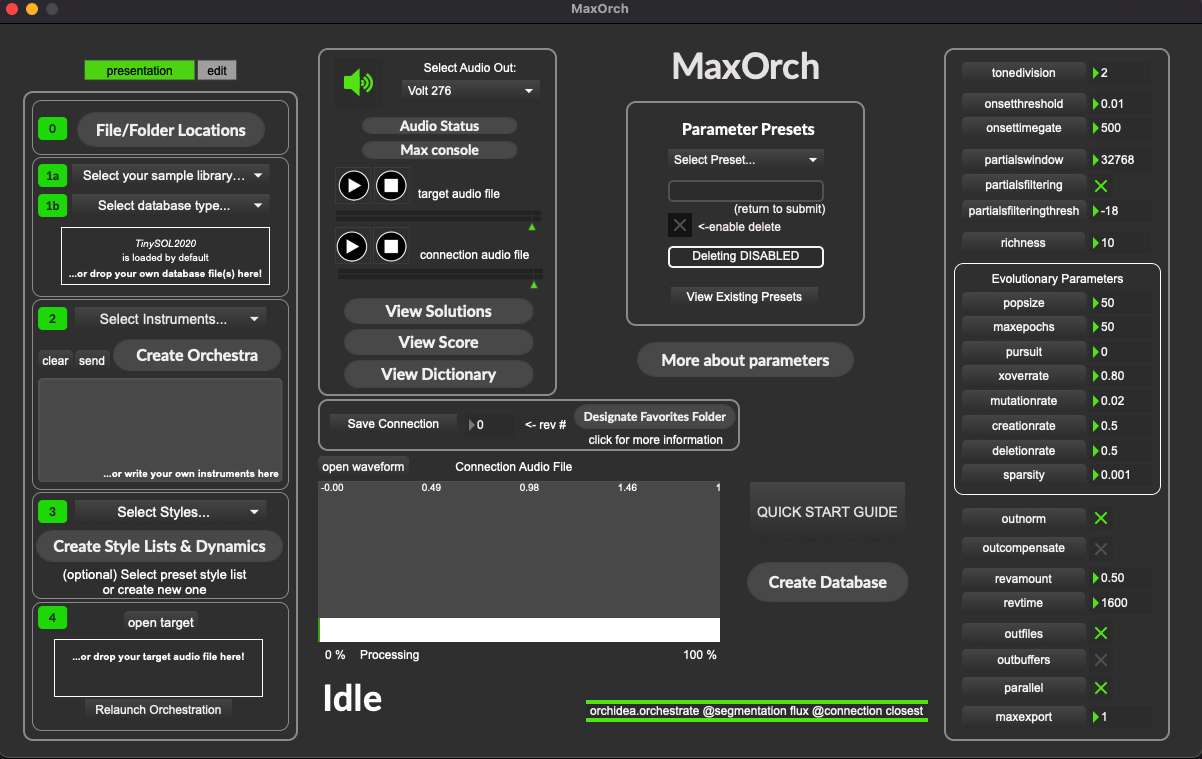 MaxOrch
presentation
edit
0
File/Folder Locations
1a
Select your sample library...
1b
Select database type...
TinySOL2020
is loaded by default
...or drop your own database file(s) here!
2
Select Instruments...
clear
send
Create Orchestra
...or write your own instruments here
3
Select Styles...
Create Style Lists & Dynamics
(optional) Select preset style list
or create new one
4
open target
...or drop your target audio file here!
Relaunch Orchestration
Select Audio Out:
Volt 276
Audio Status
Max console
target audio file
connection audio file
View Solutions
View Score
View Dictionary
MaxOrch
Parameter Presets
Select Preset...
(return to submit)
<-enable delete
Deleting DISABLED
View Existing Presets
More about parameters
Save Connection
0
<- rev #
Designate Favorites Folder
click for more information
open waveform
Connection Audio File
-0.00 0.49 0.98 1.46 1
0 % Processing 100 %
Idle
QUICK START GUIDE
Create Database
orchidea.orchestrate @segmentation flux @connection closest
tonedivision 2
onsetthreshold 0.01
onsettimegate 500
partialswindow 32768
partialsfiltering
partialsfilteringthresh -18
richness 10
Evolutionary Parameters
popsize 50
maxepochs 50
pursuit 0
xoverrate 0.80
mutationrate 0.02
creationrate 0.5
deletionrate 0.5
sparsity 0.001
outnorm
outcompensate
revamount 0.50
revtime 1600
outfiles
outbuffers
parallel
maxexport 1